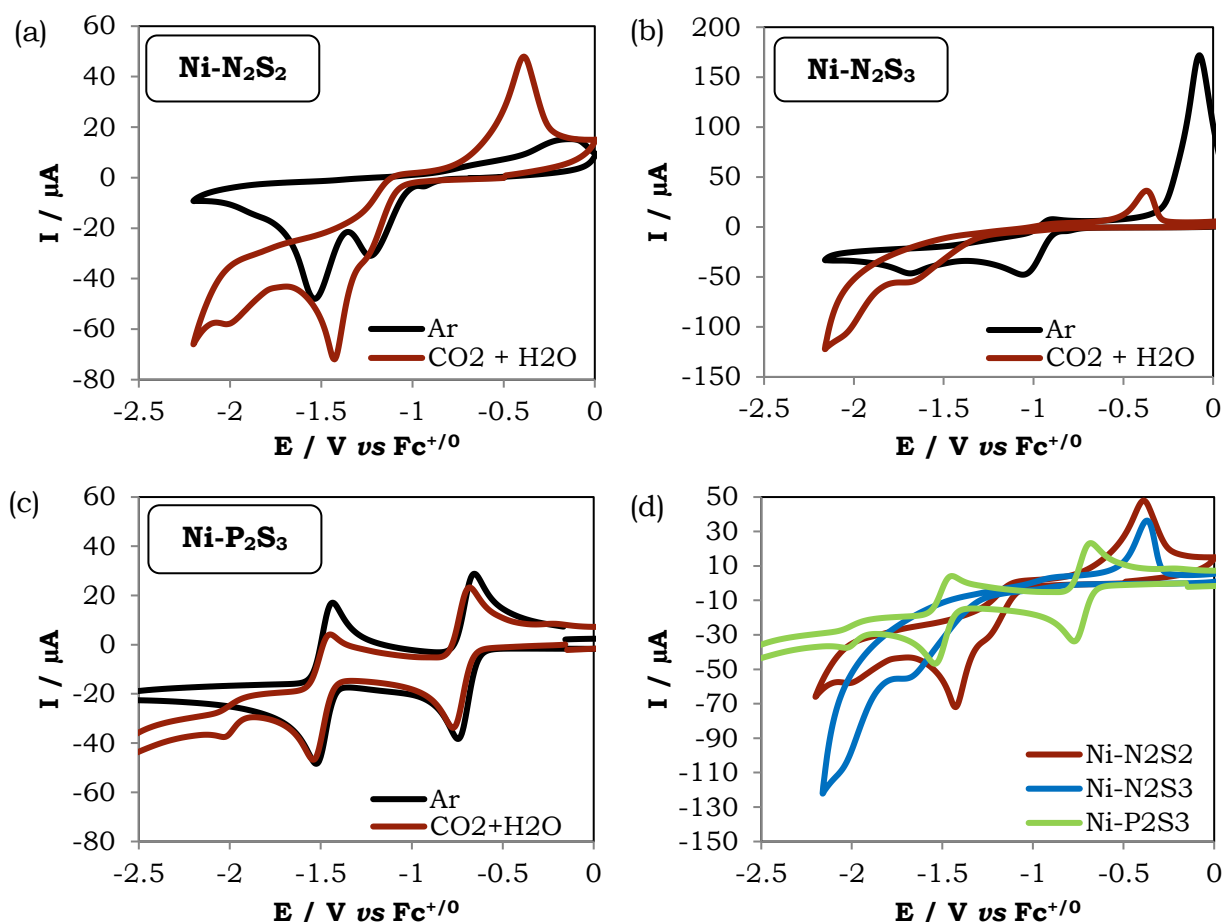 (a)
Ni-N₂S₂
I / µA
60
40
20
0
-20
-40
-60
-80
-2.5 -2 -1.5 -1 -0.5 0
E / V vs Fc⁺/⁰
Ar
CO2 + H2O
(b)
Ni-N₂S₃
I / µA
200
150
100
50
0
-50
-100
-150
-2.5 -2 -1.5 -1 -0.5 0
E / V vs Fc⁺/⁰
Ar
CO2 + H2O
(c)
Ni-P₂S₃
I / µA
60
40
20
0
-20
-40
-60
-80
-2.5 -2 -1.5 -1 -0.5 0
E / V vs Fc⁺/⁰
Ar
CO2+H2O
(d)
I / µA
50
30
10
-10
-30
-50
-70
-90
-110
-130
-150
-2.5 -2 -1.5 -1 -0.5 0
E / V vs Fc⁺/⁰
Ni-N2S2
Ni-N2S3
Ni-P2S3